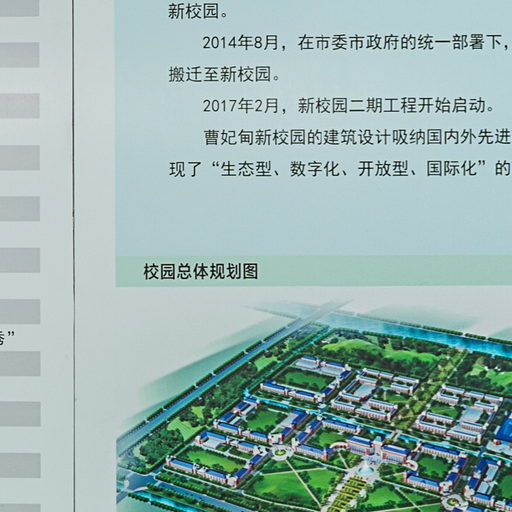 新校园。
2014年8月，在市委市政府的统一部署下，
搬迁至新校园。
2017年2月，新校园二期工程开始启动。
曹妃甸新校园的建筑设计吸纳国内外先进
现了“生态型、数字化、开放型、国际化”的
校园总体规划图
秀”